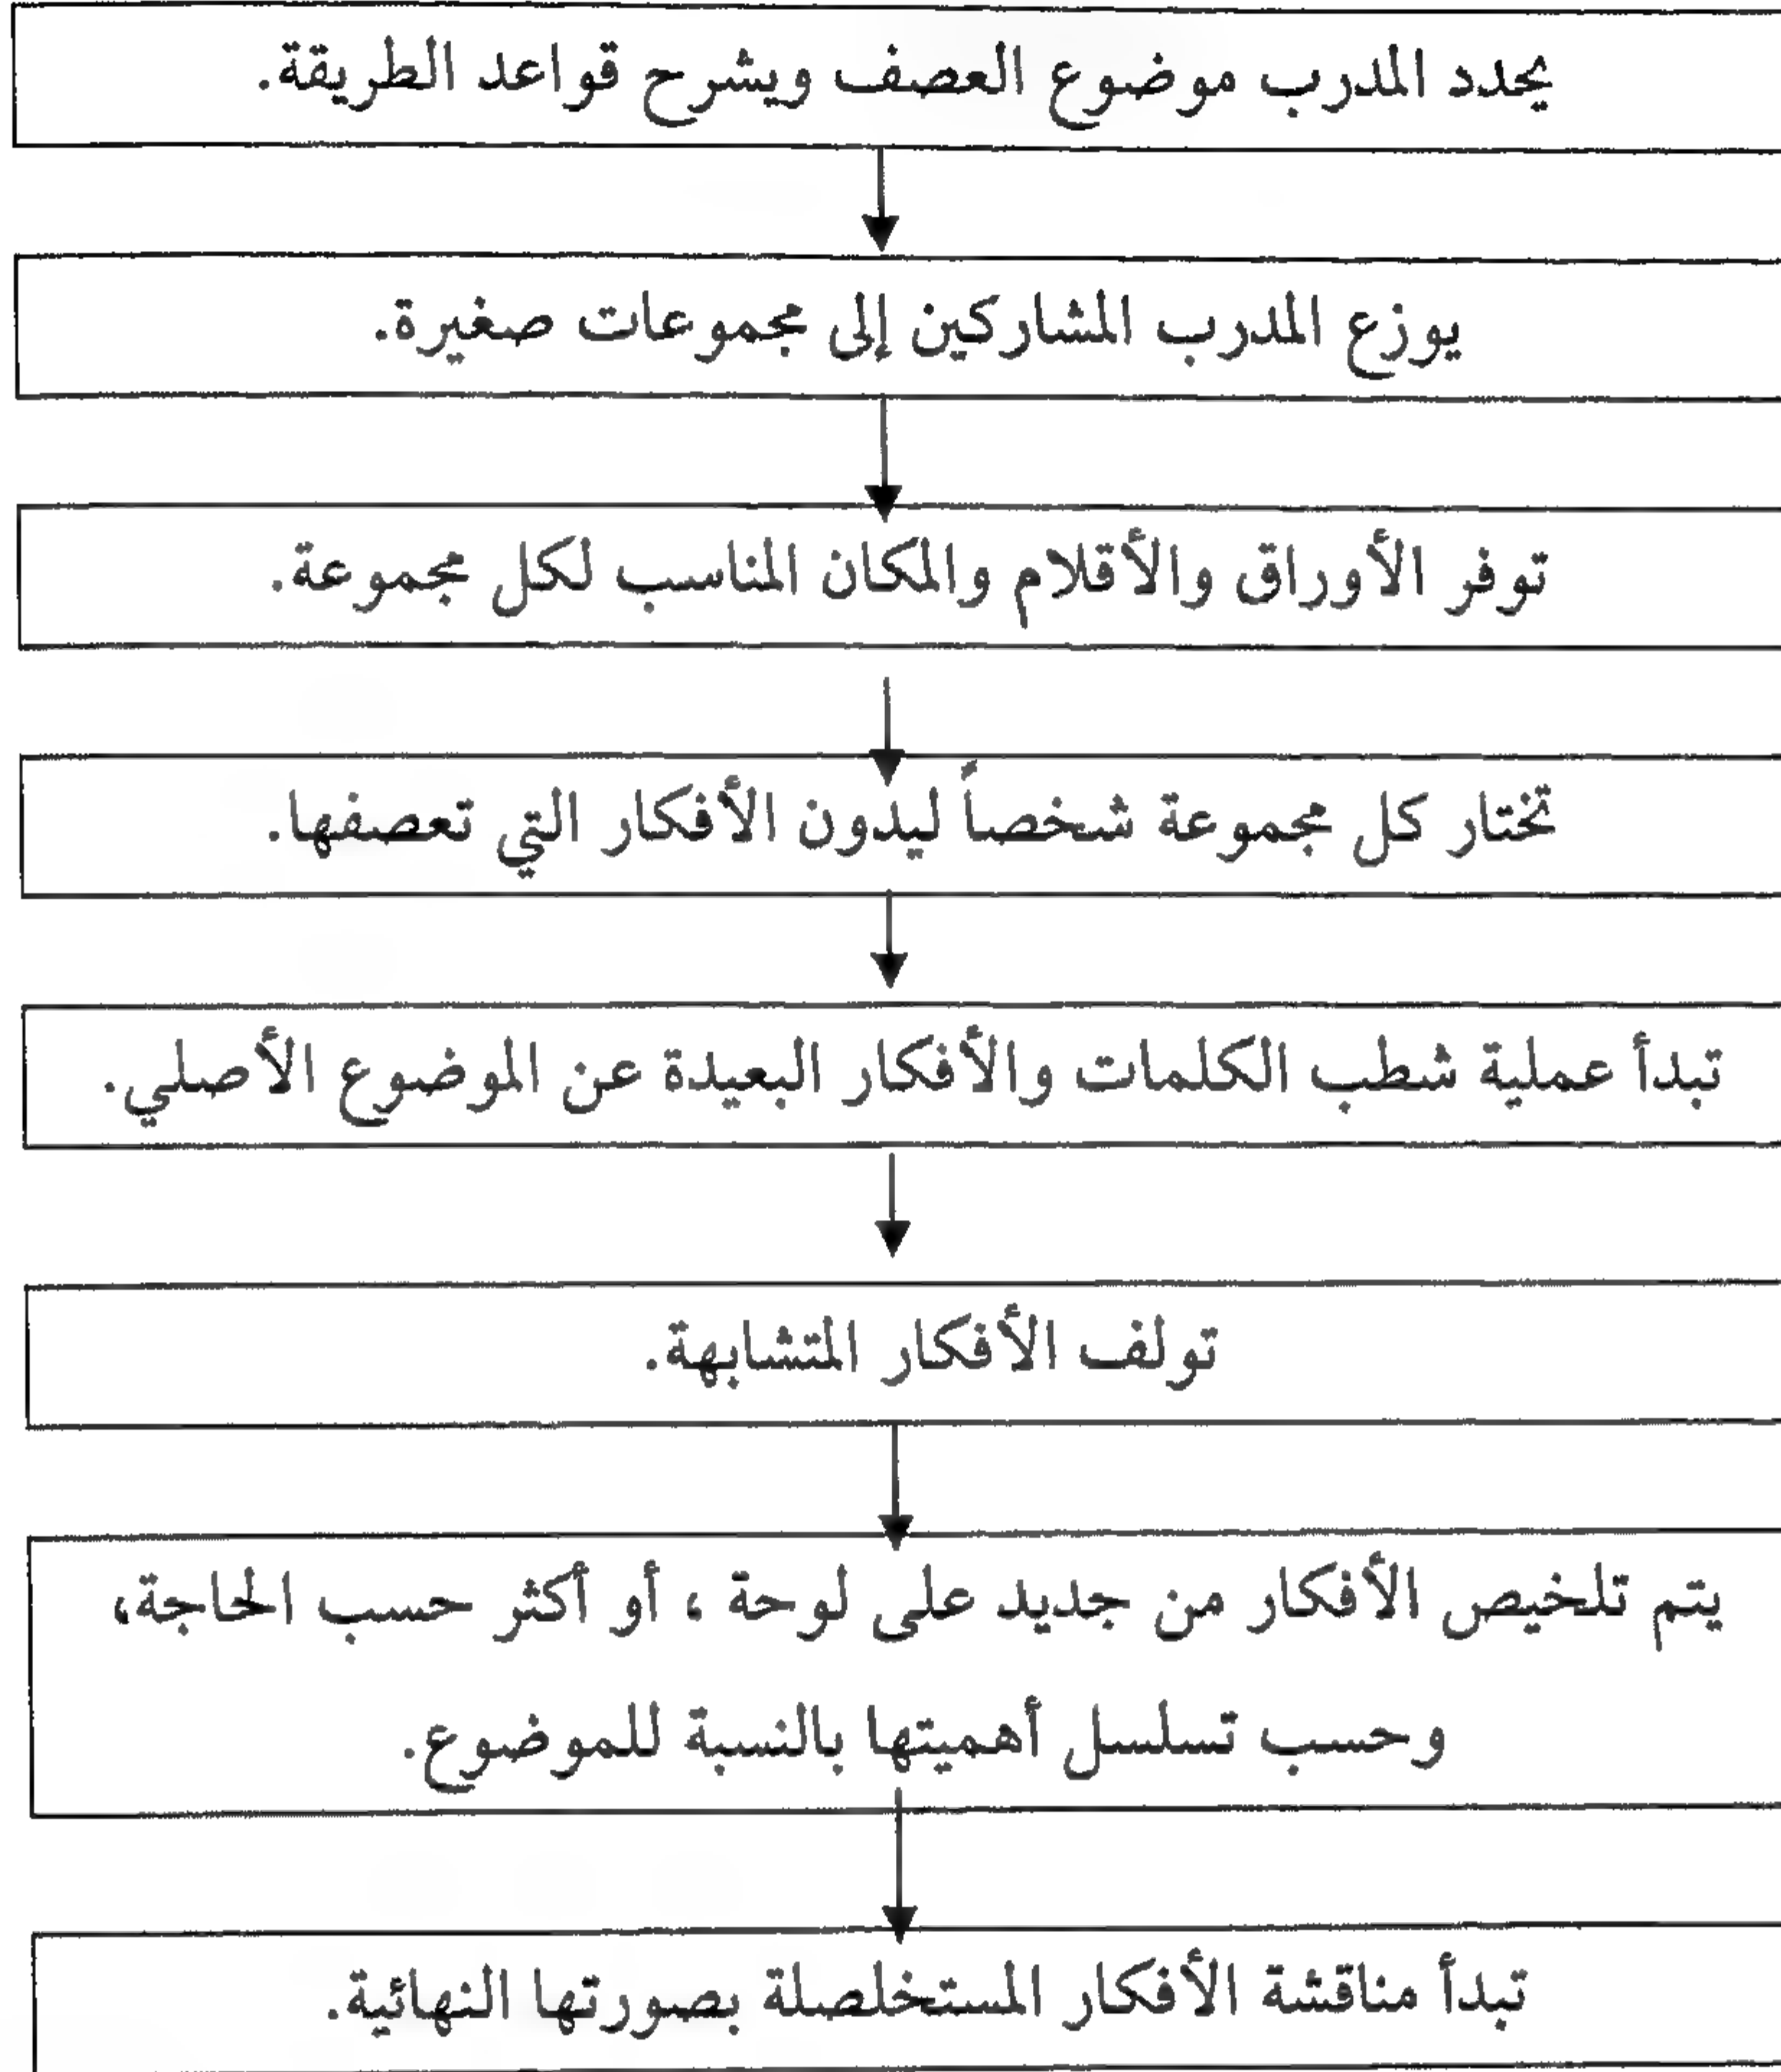 يحدد المدرب موضوع العصف ويشرح قواعد الطريقة.
يوزع المدرب المشاركين إلى مجموعات صغيرة.
توفر الأوراق والأقلام والمكان المناسب لكل مجموعة.
تختار كل مجموعة شخصاً ليدون الأفكار التي تعصفها.
تبدأ عملية شطب الكلمات والأفكار البعيدة عن الموضوع الأصلي.
تولف الأفكار المتشابهة.
يتم تلخيص الأفكار من جديد على لوحة ، أو أكثر حسب الحاجة،
وحسب تسلسل أهميتها بالنسبة للموضوع.
تبدأ مناقشة الأفكار المستخلصلة بصورتها النهائية.